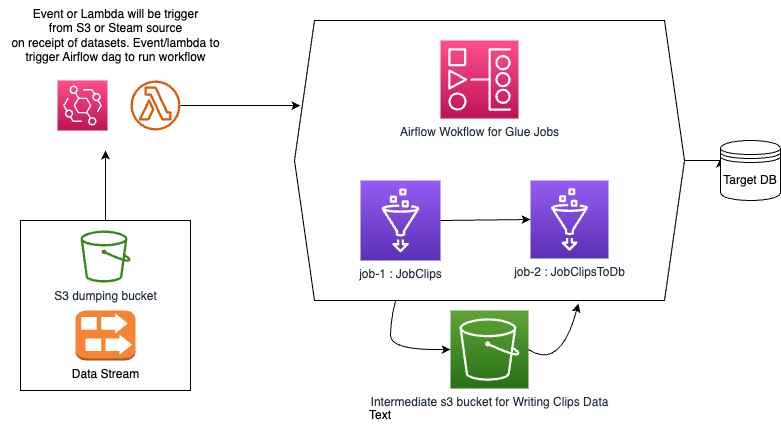 Event or Lambda will be trigger
from S3 or Steam source
on receipt of datasets. Event/lambda to
trigger Airflow dag to run workflow
Airflow Wokflow for Glue Jobs
Target DB
job-1 : JobClips
job-2 : JobClipsToDb
S3 dumping bucket
Data Stream
Intermediate s3 bucket for Writing Clips Data
Text